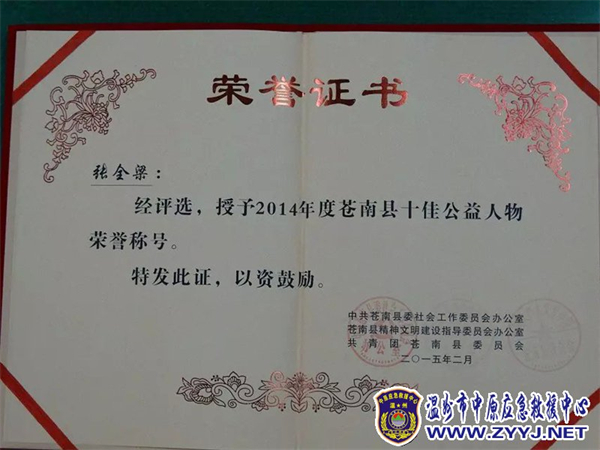 荣誉证书
张全梁：
经评选，授予2014年度苍南县十佳公益人物
荣誉称号。
特发此证，以资鼓励。
中共苍南县委社会工作委员会办公室
苍南县精神文明建设指导委员会办公室
共青团苍南县委员会
二〇一五年二月
温州市中原应急救援中心
WWW.ZYYJ.NET